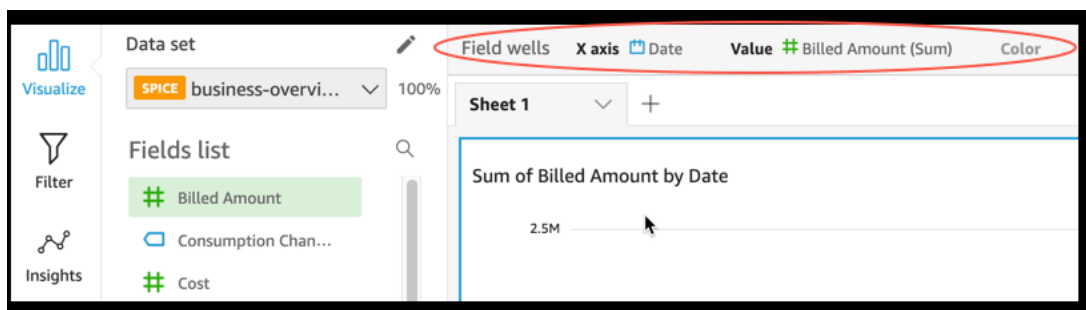 Visualize
Filter
Insights
Data set
SPICE business-overvi... 100%
Fields list
Billed Amount
Consumption Chan...
Cost
Field wells X axis Date Value Billed Amount (Sum) Color
Sheet 1
Sum of Billed Amount by Date
2.5M